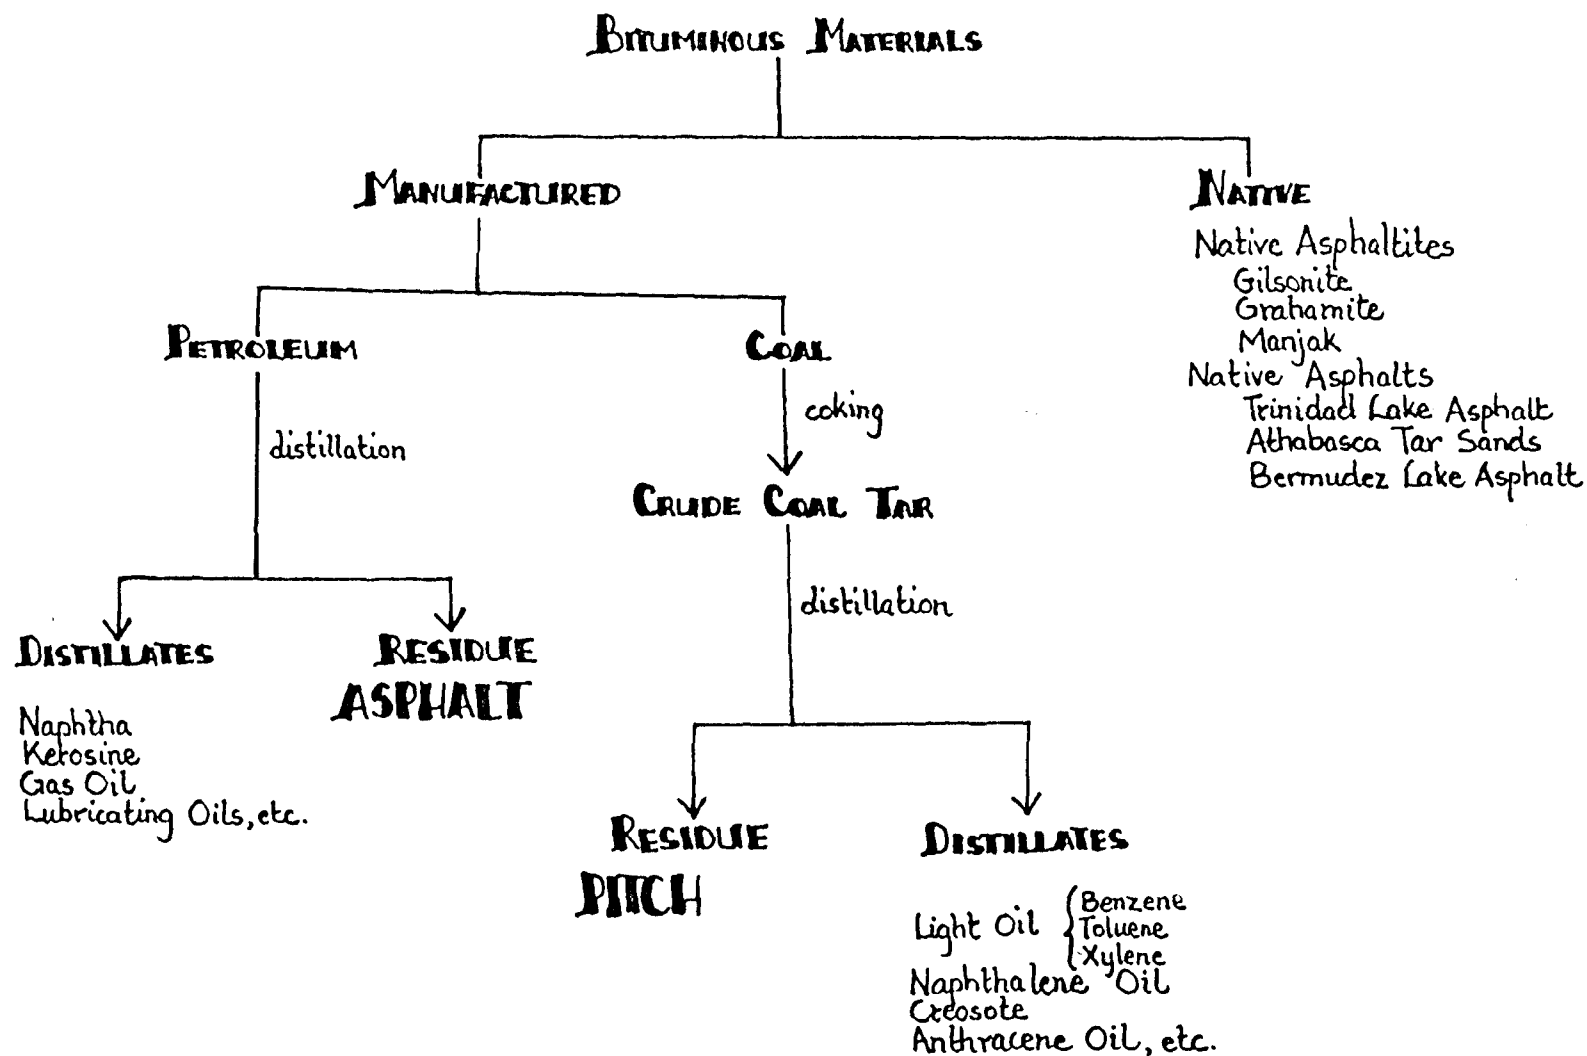 BITUMINOUS MATERIALS
MANUFACTURED
NATIVE
Native Asphaltites
Gilsonite
Grahamite
Manjak
Native Asphalts
Trinidad Lake Asphalt
Athabasca Tar Sands
Bermudez Lake Asphalt
PETROLEUM
COAL
distillation
coking
CRUDE COAL TAR
distillation
DISTILLATES
Naphtha
Kerosine
Gas Oil
Lubricating Oils, etc.
RESIDUE
ASPHALT
RESIDUE
PITCH
DISTILLATES
Light Oil { Benzene
Toluene
Xylene
Naphthalene Oil
Creosote
Anthracene Oil, etc.